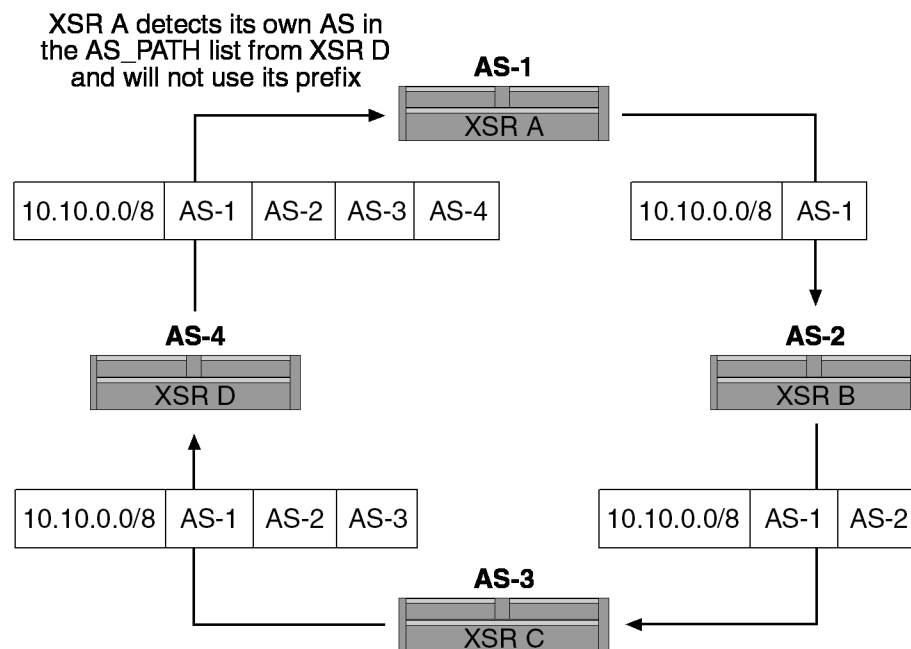 XSR A detects its own AS in
the AS_PATH list from XSR D
and will not use its prefix
AS-1
XSR A
10.10.0.0/8 AS-1 AS-2 AS-3 AS-4
10.10.0.0/8 AS-1
AS-4
XSR D
AS-2
XSR B
10.10.0.0/8 AS-1 AS-2 AS-3
10.10.0.0/8 AS-1 AS-2
AS-3
XSR C